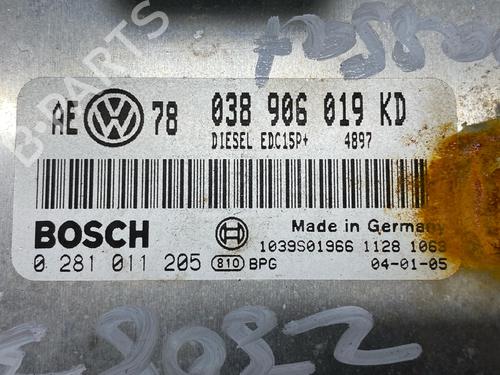 B-PARTS
AE VW 78 038 906 019 KD
DIESEL EDC15P+ 4897
BOSCH
Made in Germany
1039S01966 1128 1063
0 281 011 205 810 BPG 04-01-05